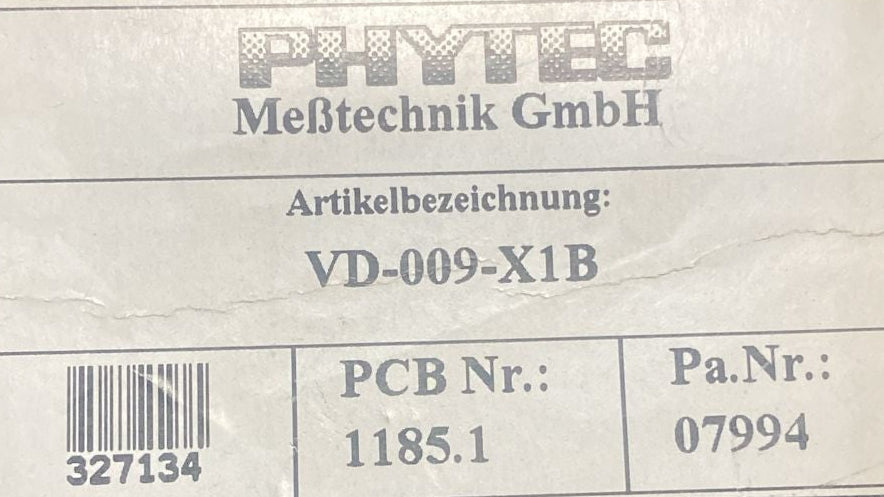 PHYTEC
Meßtechnik GmbH
Artikelbezeichnung:
VD-009-X1B
327134
PCB Nr.:
1185.1
Pa.Nr.:
07994